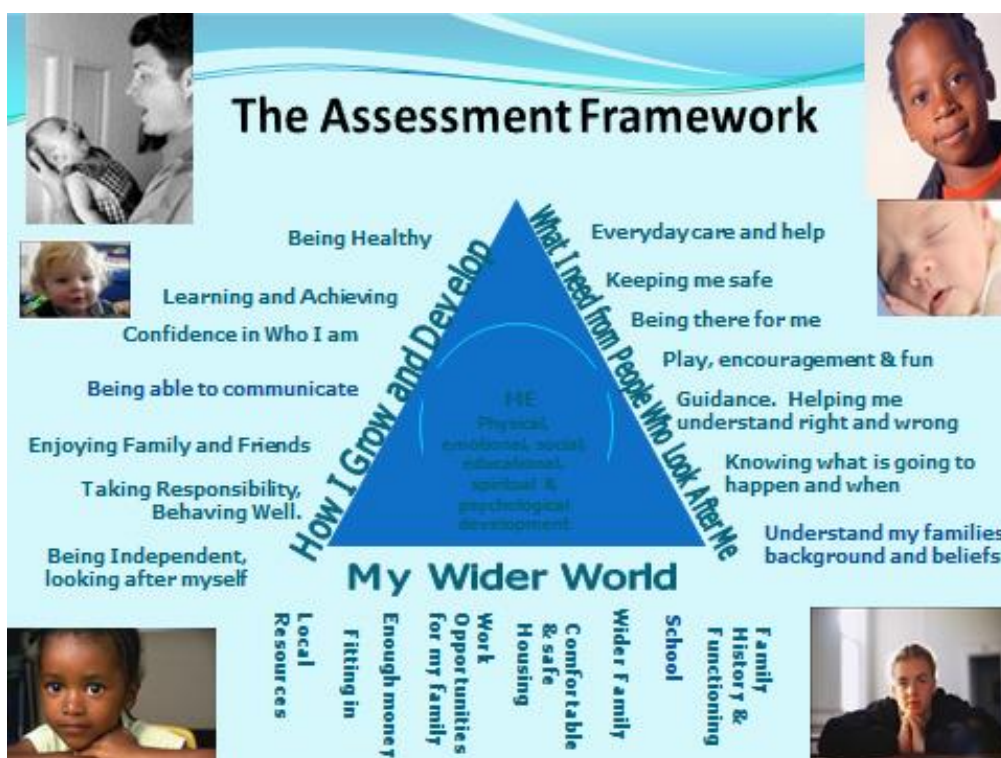 The Assessment Framework
Being Healthy
Learning and Achieving
Confidence in Who I am
Being able to communicate
Enjoying Family and Friends
Taking Responsibility,
Behaving Well.
Being Independent,
looking after myself
How I Grow and Develop
HE
Physical,
emotional, social,
educational,
spiritual &
psychological
development
What I need from People Who Look After Me
Everyday care and help
Keeping me safe
Being there for me
Play, encouragement & fun
Guidance. Helping me
understand right and wrong
Knowing what is going to
happen and when
Understand my families
background and beliefs
My Wider World
Local
Resources
Fitting in
Enough money
Work
Opportunities
for my family
Comfortable
& safe
Housing
Wider Family
School
Family
History &
Functioning